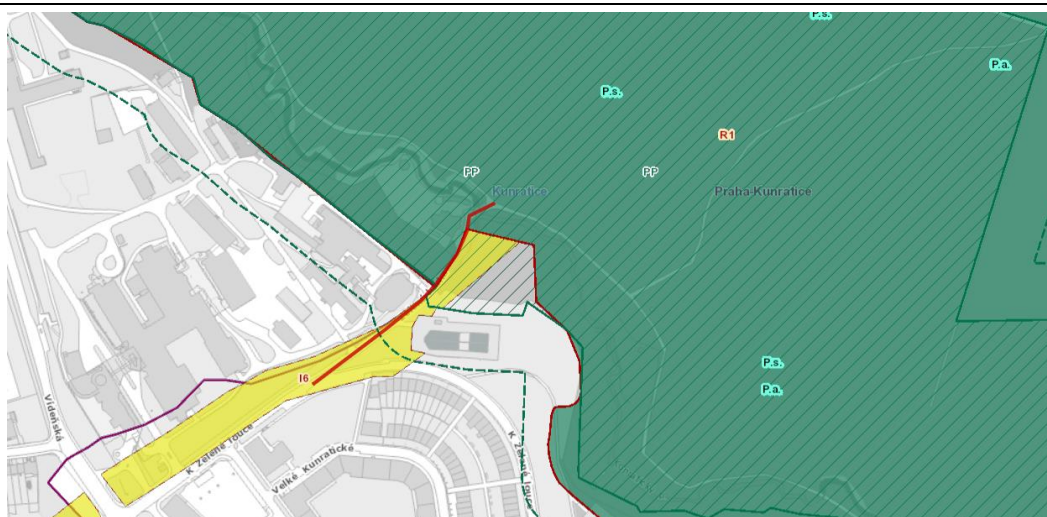 P.s.
P.s.
P.a.
R1
PP
PP
Kunratice
Praha-Kunratice
P.s.
P.a.
I6
Vídeňská
K Zelené louce
Velké Kunratické
K Zelené louce